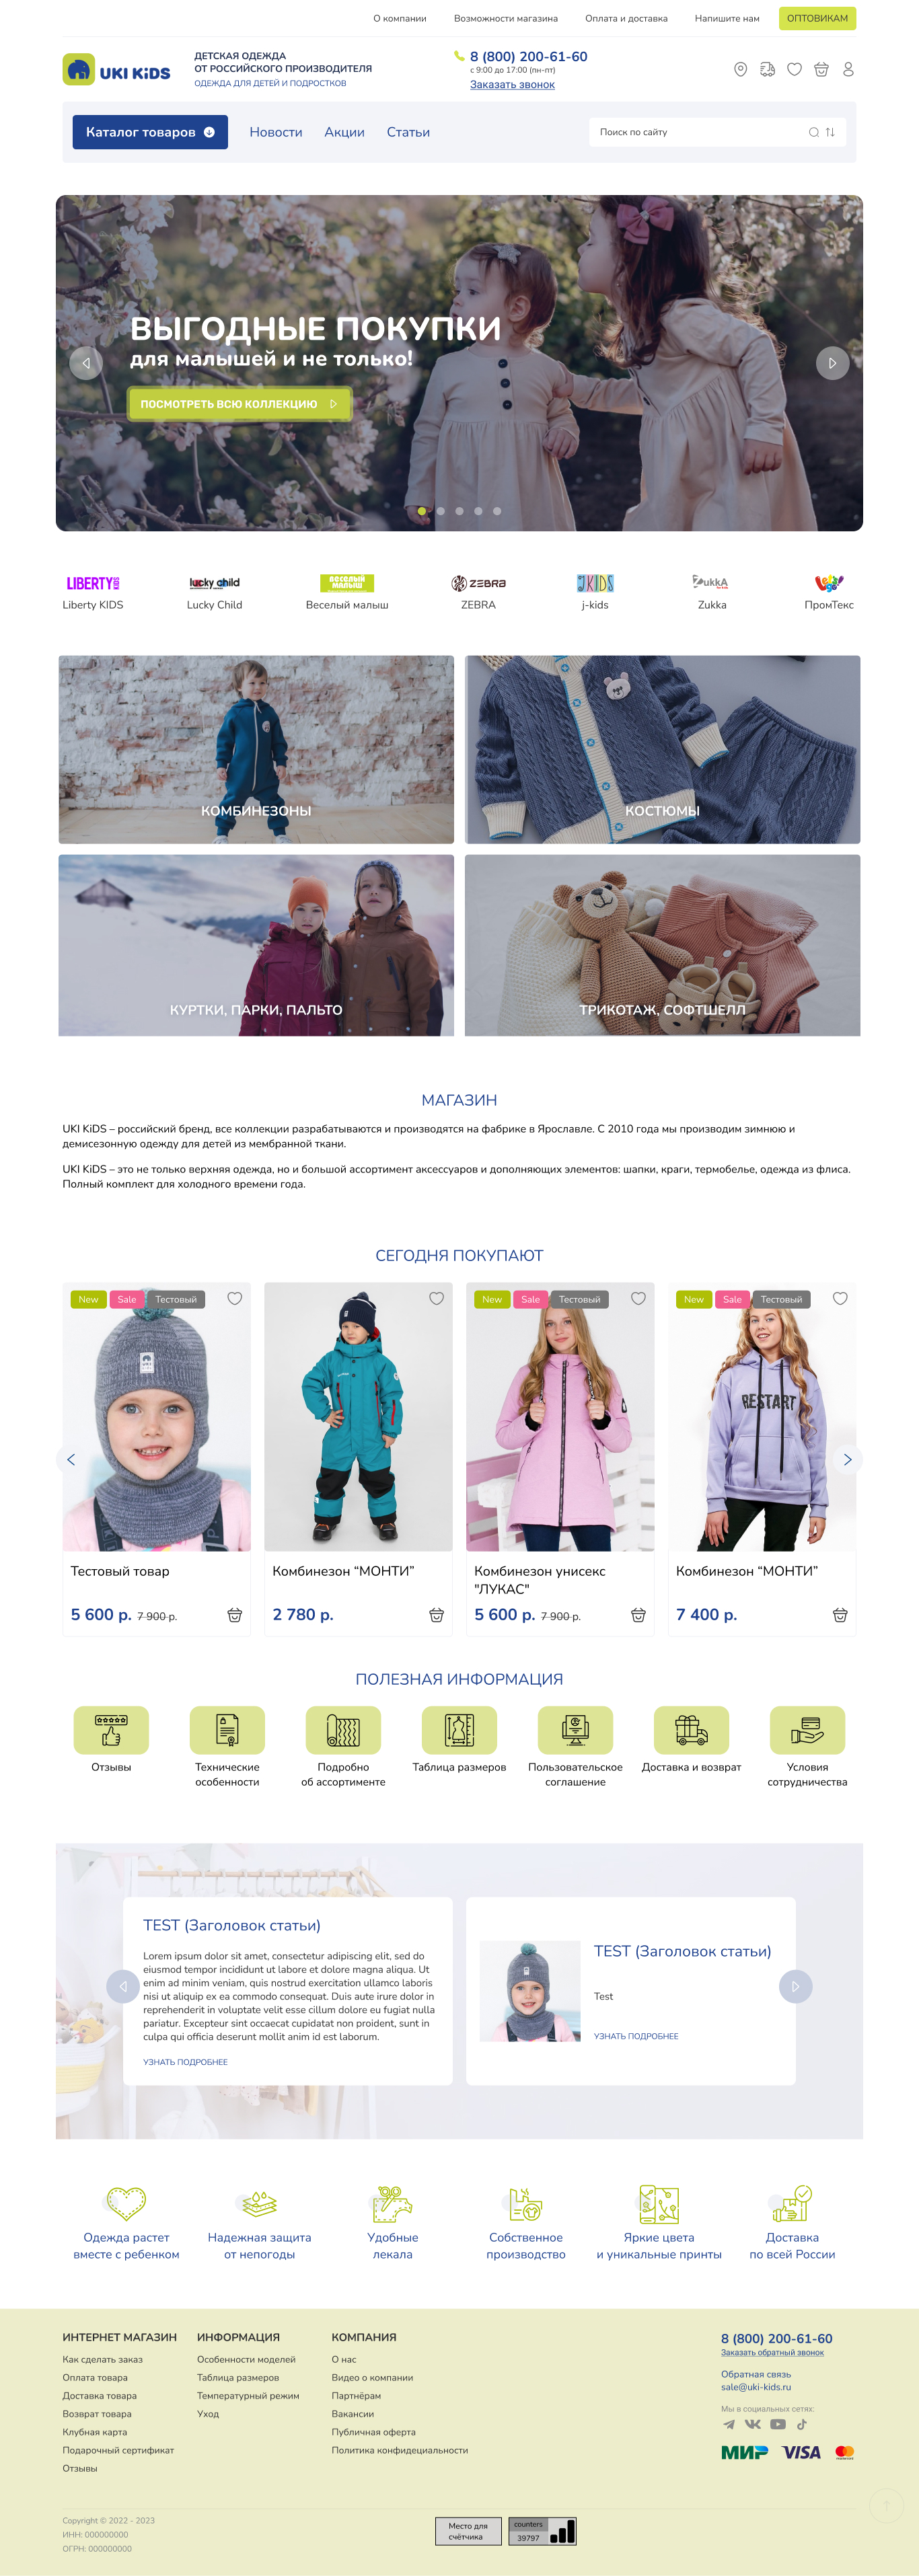 О компании
Возможности магазина
Оплата и доставка
Напишите нам
ОПТОВИКАМ
UKI KiDS
ДЕТСКАЯ ОДЕЖДА
ОТ РОССИЙСКОГО ПРОИЗВОДИТЕЛЯ
ОДЕЖДА ДЛЯ ДЕТЕЙ И ПОДРОСТКОВ
8 (800) 200-61-60
с 9:00 до 17:00 (пн-пт)
Заказать звонок
Каталог товаров
Новости
Акции
Статьи
Поиск по сайту
ВЫГОДНЫЕ ПОКУПКИ
для малышей и не только!
ПОСМОТРЕТЬ ВСЮ КОЛЛЕКЦИЮ
LIBERTY KIDS
lucky child
ВЕСЕЛЫЙ
МАЛЫШ
ZEBRA
KIDS
ZukkA
Liberty KIDS
Lucky Child
Веселый малыш
ZEBRA
j-kids
Zukka
ПромТекс
КОМБИНЕЗОНЫ
КОСТЮМЫ
КУРТКИ, ПАРКИ, ПАЛЬТО
ТРИКОТАЖ, СОФТШЕЛЛ
МАГАЗИН
UKI KiDS – российский бренд, все коллекции разрабатываются и производятся на фабрике в Ярославле. С 2010 года мы производим зимнюю и
демисезонную одежду для детей из мембранной ткани.
UKI KiDS – это не только верхняя одежда, но и большой ассортимент аксессуаров и дополняющих элементов: шапки, краги, термобелье, одежда из флиса.
Полный комплект для холодного времени года.
СЕГОДНЯ ПОКУПАЮТ
New
Sale
Тестовый
New
Sale
Тестовый
New
Sale
Тестовый
RESTART
Тестовый товар
5 600 р. 7 900 р.
Комбинезон “МОНТИ”
2 780 р.
Комбинезон унисекс
"ЛУКАС"
5 600 р. 7 900 р.
Комбинезон “МОНТИ”
7 400 р.
ПОЛЕЗНАЯ ИНФОРМАЦИЯ
Отзывы
Технические
особенности
Подробно
об ассортименте
Таблица размеров
Пользовательское
соглашение
Доставка и возврат
Условия
сотрудничества
TEST (Заголовок статьи)
Lorem ipsum dolor sit amet, consectetur adipiscing elit, sed do
eiusmod tempor incididunt ut labore et dolore magna aliqua. Ut
enim ad minim veniam, quis nostrud exercitation ullamco laboris
nisi ut aliquip ex ea commodo consequat. Duis aute irure dolor in
reprehenderit in voluptate velit esse cillum dolore eu fugiat nulla
pariatur. Excepteur sint occaecat cupidatat non proident, sunt in
culpa qui officia deserunt mollit anim id est laborum.
УЗНАТЬ ПОДРОБНЕЕ
TEST (Заголовок статьи)
Test
УЗНАТЬ ПОДРОБНЕЕ
Одежда растет
вместе с ребенком
Надежная защита
от непогоды
Удобные
лекала
Собственное
производство
Яркие цвета
и уникальные принты
Доставка
по всей России
ИНТЕРНЕТ МАГАЗИН
Как сделать заказ
Оплата товара
Доставка товара
Возврат товара
Клубная карта
Подарочный сертификат
Отзывы
ИНФОРМАЦИЯ
Особенности моделей
Таблица размеров
Температурный режим
Уход
КОМПАНИЯ
О нас
Видео о компании
Партнёрам
Вакансии
Публичная оферта
Политика конфидециальности
8 (800) 200-61-60
Заказать обратный звонок
Обратная связь
sale@uki-kids.ru
Мы в социальных сетях:
МИР
VISA
Copyright © 2022 - 2023
ИНН: 000000000
ОГРН: 000000000
Место для
счётчика
counters
39797